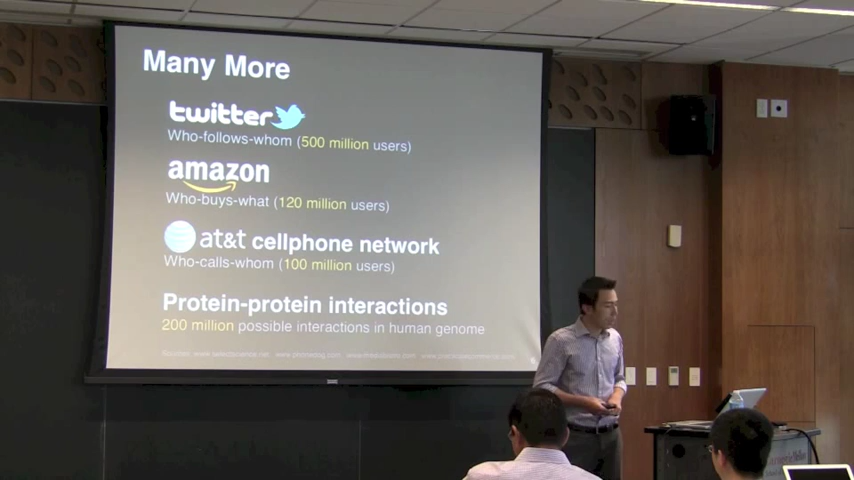 Many More
twitter
Who-follows-whom (500 million users)
amazon
Who-buys-what (120 million users)
at&t cellphone network
Who-calls-whom (100 million users)
Protein-protein interactions
200 million possible interactions in human genome